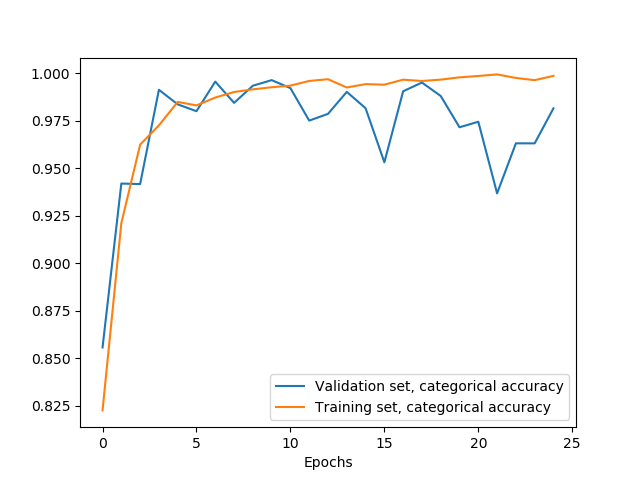 1.000
0.975
0.950
0.925
0.900
0.875
0.850
0.825
Validation set, categorical accuracy
Training set, categorical accuracy
0 5 10 15 20 25
Epochs